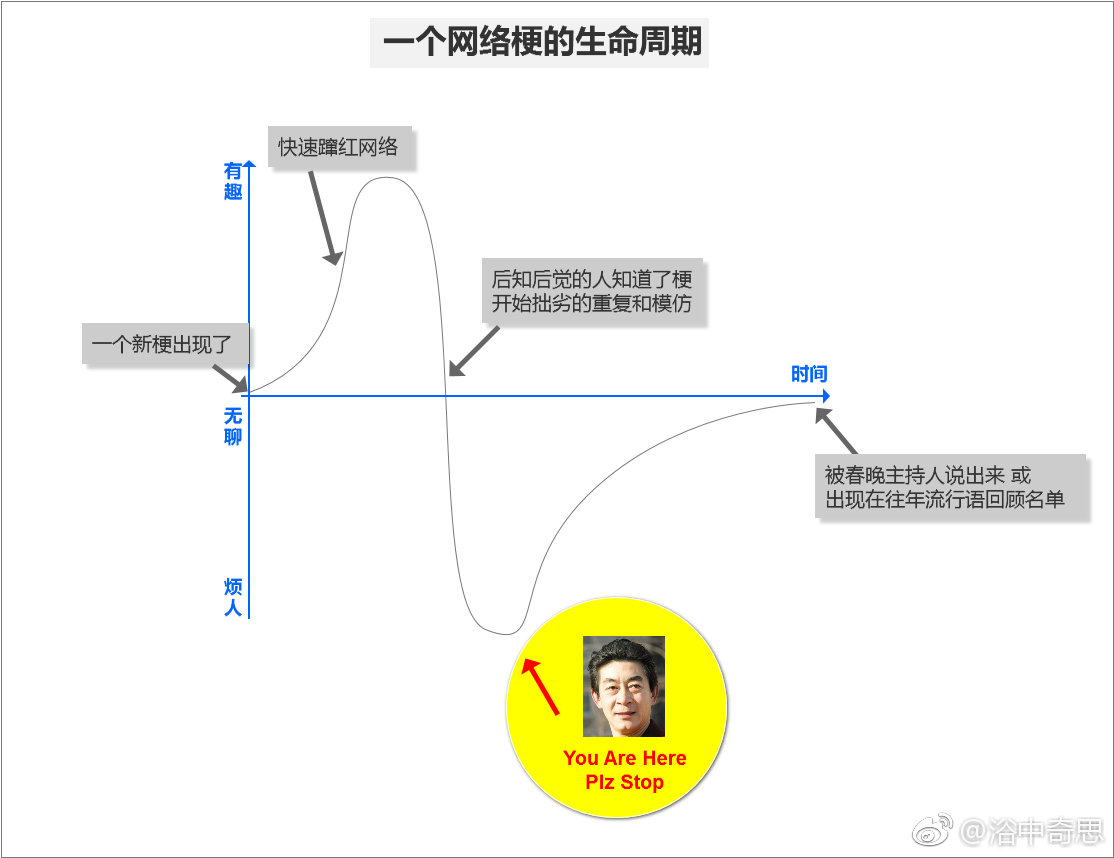 一个网络梗的生命周期
快速蹿红网络
有
趣
后知后觉的人知道了梗
开始拙劣的重复和模仿
一个新梗出现了
时间
无
聊
被春晚主持人说出来 或
出现在往年流行语回顾名单
烦
人
You Are Here
Plz Stop
@浴中奇思